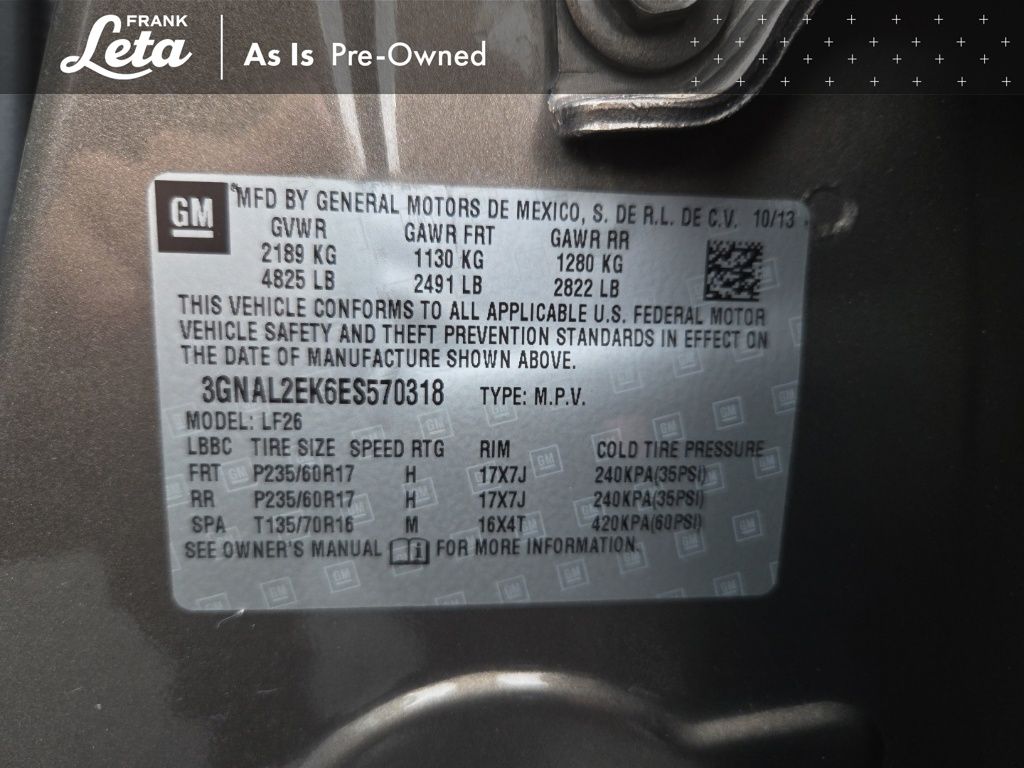 FRANK
Leta
As Is Pre-Owned
GM
MFD BY GENERAL MOTORS DE MEXICO, S. DE R.L. DE C.V. 10/13
GVWR GAWR FRT GAWR RR
2189 KG 1130 KG 1280 KG
4825 LB 2491 LB 2822 LB
THIS VEHICLE CONFORMS TO ALL APPLICABLE U.S. FEDERAL MOTOR
VEHICLE SAFETY AND THEFT PREVENTION STANDARDS IN EFFECT ON
THE DATE OF MANUFACTURE SHOWN ABOVE.
3GNAL2EK6ES570318 TYPE: M.P.V.
MODEL: LF26
LBBC TIRE SIZE SPEED RTG RIM COLD TIRE PRESSURE
FRT P235/60R17 H 17X7J 240KPA(35PSI)
RR P235/60R17 H 17X7J 240KPA(35PSI)
SPA T135/70R16 M 16X4T 420KPA(60PSI)
SEE OWNER'S MANUAL FOR MORE INFORMATION.